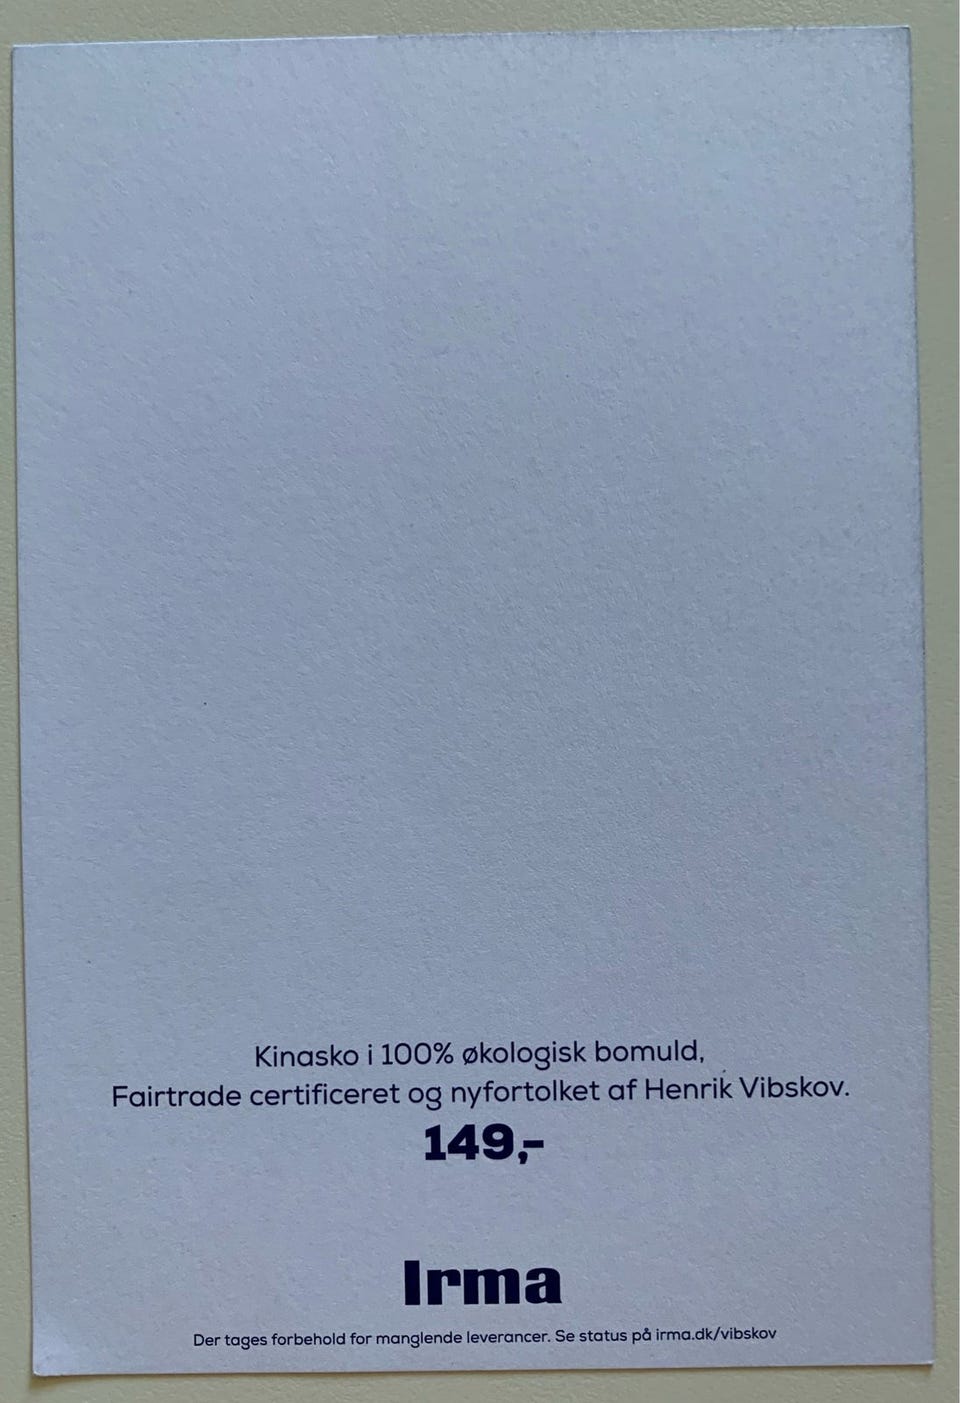 Kinasko i 100% økologisk bomuld,
Fairtrade certificeret og nyfortolket af Henrik Vibskov.
149,-
Irma
Der tages forbehold for manglende leverancer. Se status på irma.dk/vibskov